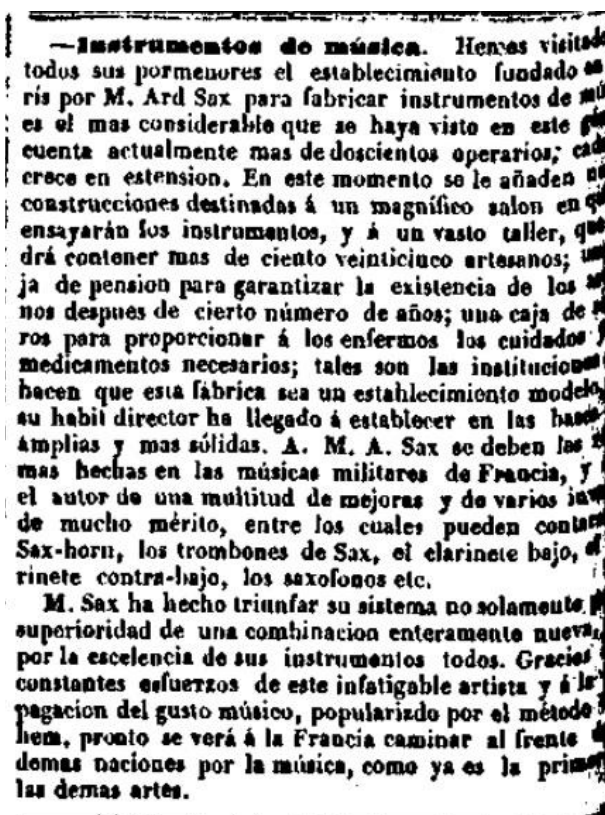 —Instrumentos de música. Hemos visitado
todos sus pormenores el establecimiento fundado en
rís por M. Ard Sax para fabricar instrumentos de mú
es el mas considerable que se haya visto en este
cuenta actualmente mas de doscientos operarios; cad
crece en estension. En este momento se le añaden
construcciones destinadas á un magnífico salon en qu
ensayarán los instrumentos, y á un vasto taller, que
drá contener mas de ciento veinticinco artesanos; un
ja de pension para garantizar la existencia de los
nos despues de cierto número de años; una caja de
ros para proporcionar á los enfermos los cuidados y
medicamentos necesarios; tales son las instituciones
hacen que esta fábrica sea un establecimiento modelo,
su habil director ha llegado á establecer en las bases
ámplias y mas sólidas. A. M. A. Sax se deben las
mas hechas en las músicas militares de Francia, y
el autor de una multitud de mejoras y de varios inv
de mucho mérito, entre los cuales pueden contar
Sax-horn, los trombones de Sax, el clarinete bajo, el
rinete contra-bajo, los saxofonos etc.
M. Sax ha hecho triunfar su sistema no solamente
superioridad de una combinacion enteramente nueva,
por la escelencia de sus instrumentos todos. Gracias
constantes esfuerzos de este infatigable artista y á la
pagacion del gusto músico, popularizdo por el método
hem, pronto se verá á la Francia caminar al frente
demas naciones por la música, como ya es la prime
las demas artes.